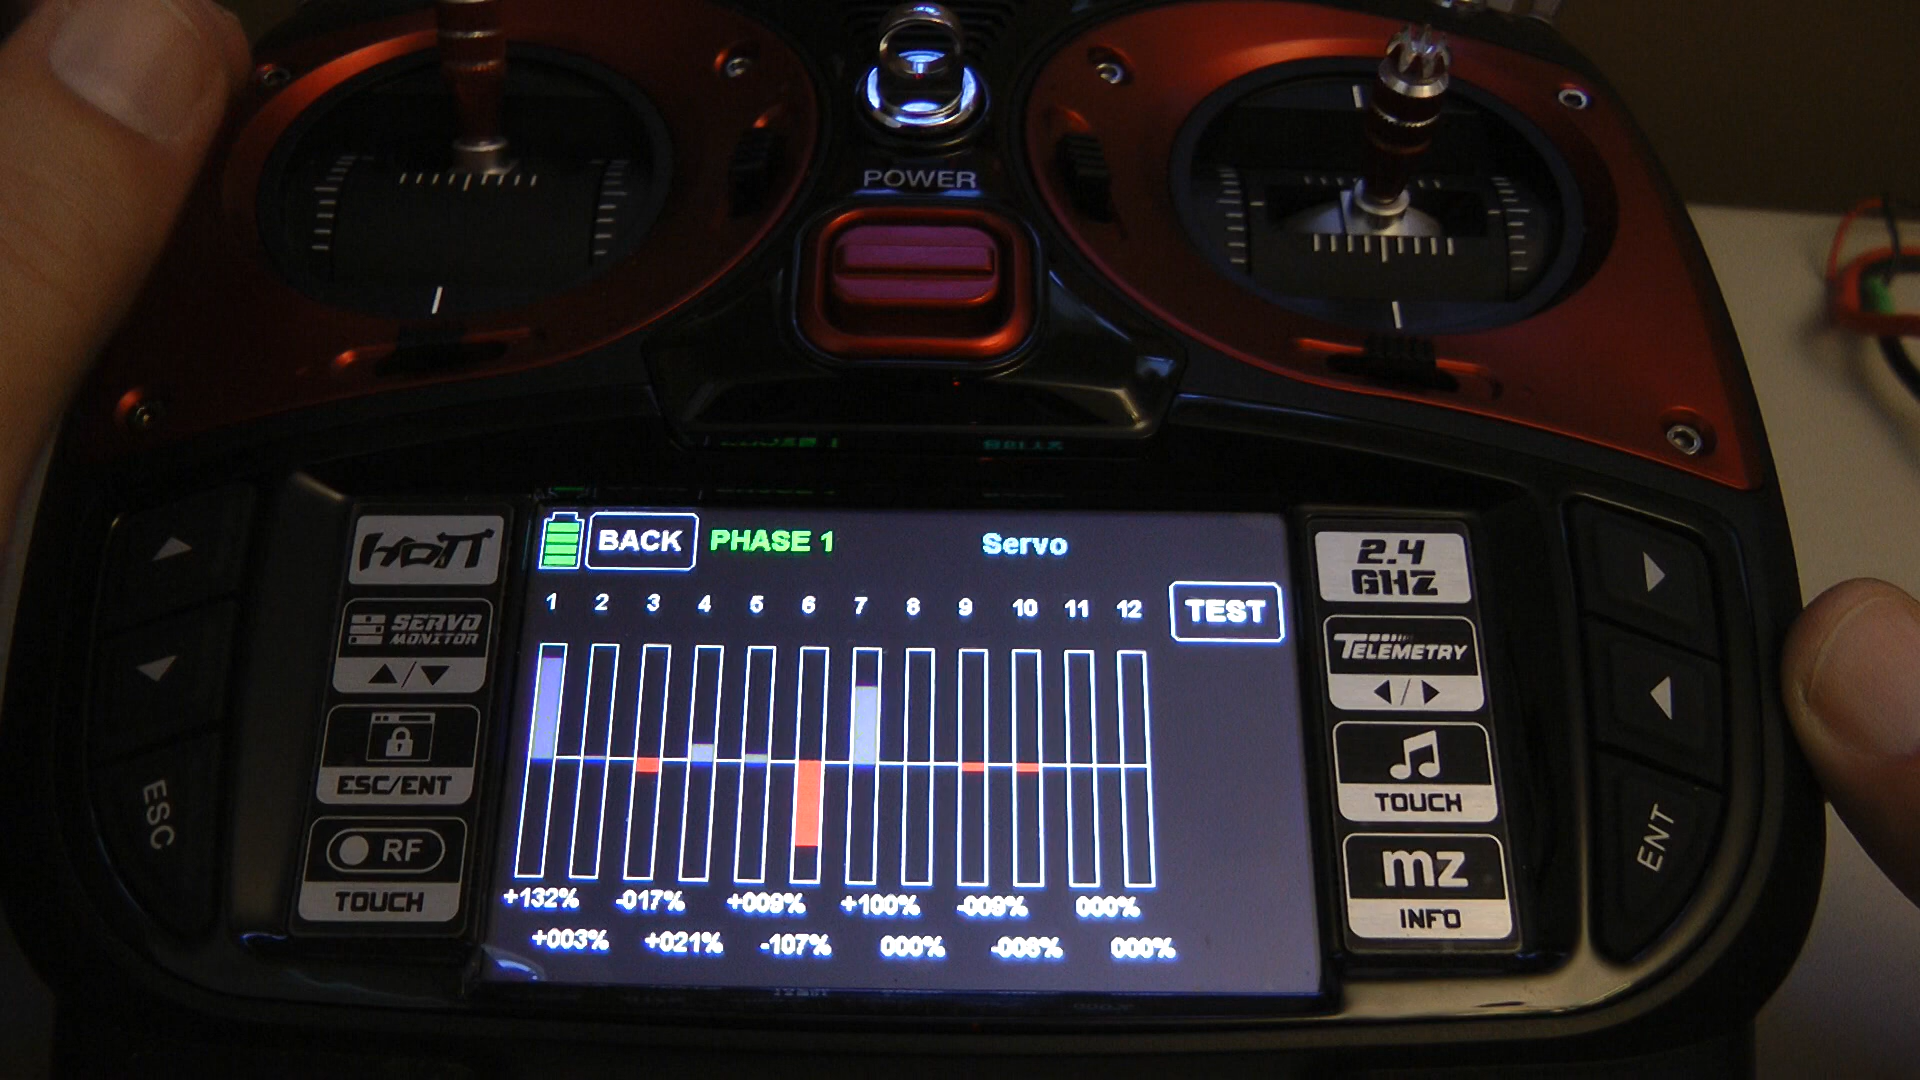 POWER
BACK PHASE 1 Servo
1 2 3 4 5 6 7 8 9 10 11 12
TEST
+132% -017% +009% +100% -009% 000%
+003% +021% -107% 000% -008% 000%
HoTT
SERVO
MONITOR
ESC/ENT
RF
TOUCH
ESC
2.4
GHZ
TELEMETRY
TOUCH
mz
INFO
ENT